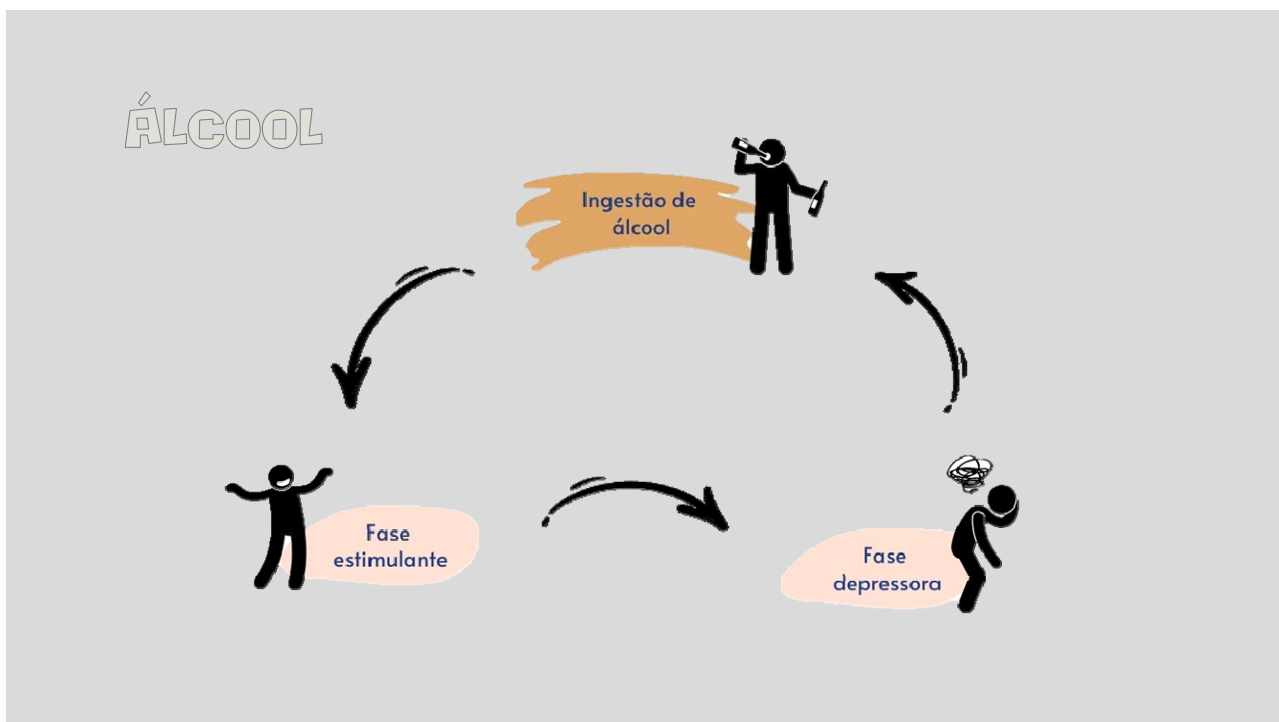 ÁLCOOL
Ingestão de
álcool
Fase
estimulante
Fase
depressora